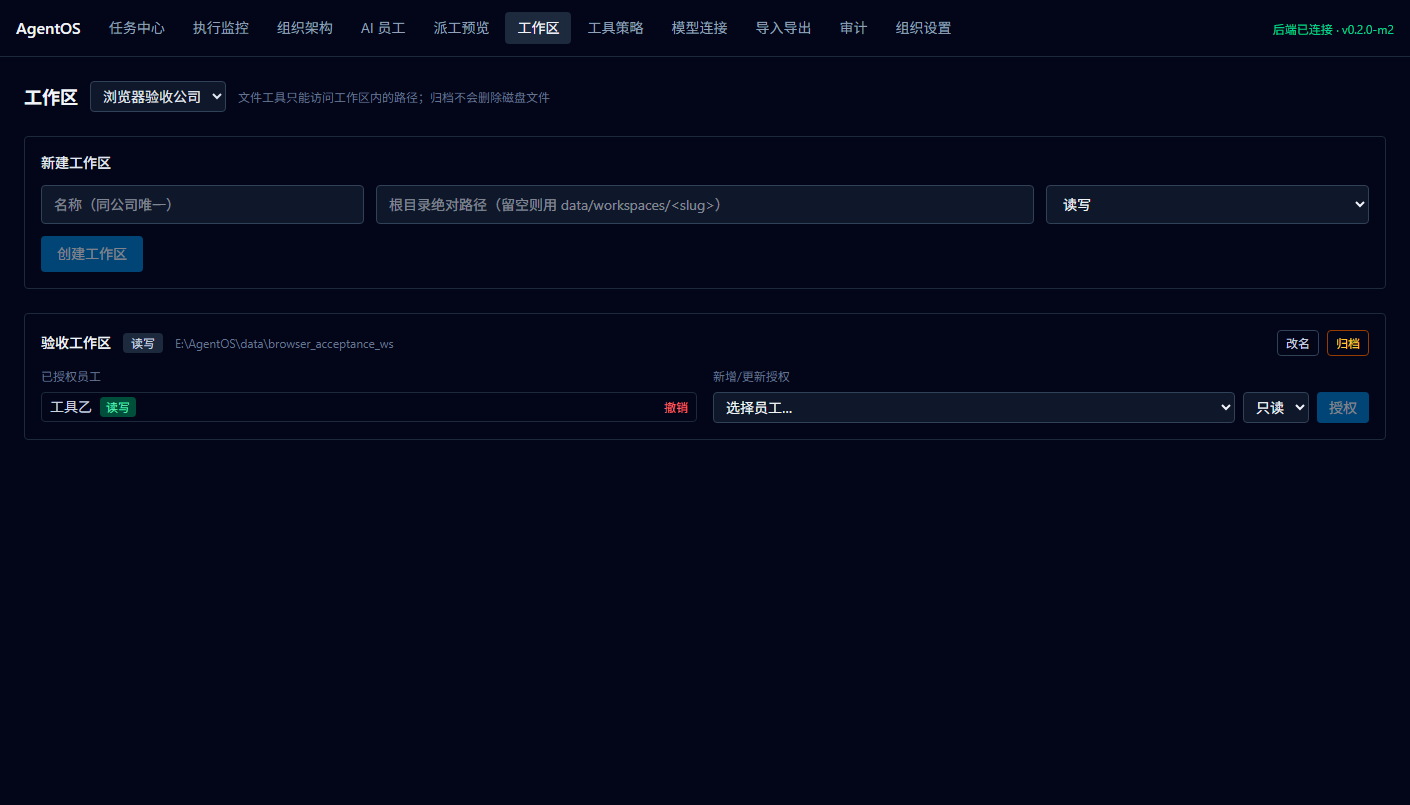 AgentOS 任务中心 执行监控 组织架构 AI 员工 派工预览 工作区 工具策略 模型连接 导入导出 审计 组织设置 后端已连接 · v0.2.0-m2
工作区 浏览器验收公司 文件工具只能访问工作区内的路径；归档不会删除磁盘文件
新建工作区
名称（同公司唯一） 根目录绝对路径（留空则用 data/workspaces/<slug>） 读写
创建工作区
验收工作区 读写 E:\AgentOS\data\browser_acceptance_ws 改名 归档
已授权员工 新增/更新授权
工具乙 读写 撤销 选择员工... 只读 授权